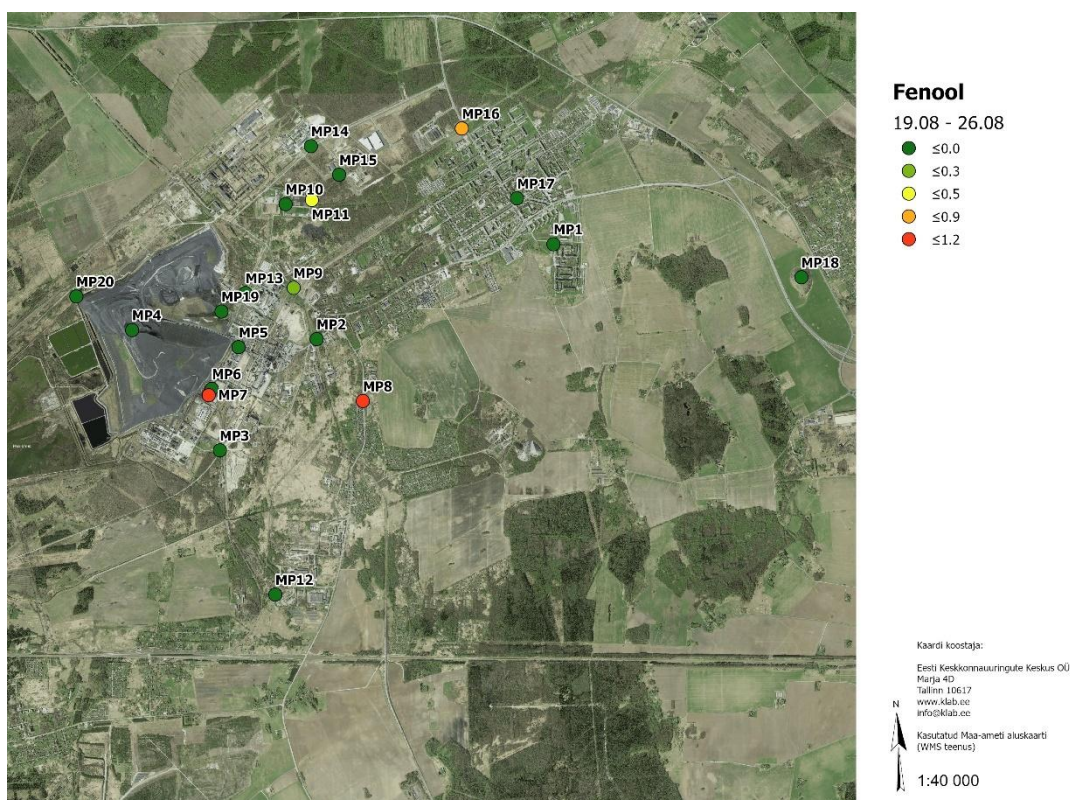 Fenool
19.08 - 26.08
≤0.0
≤0.3
≤0.5
≤0.9
≤1.2
MP16
MP14
MP15
MP10
MP11
MP17
MP1
MP18
MP13
MP9
MP20
MP19
MP4
MP5
MP2
MP6
MP7
MP8
MP3
MP12
Kaardi koostaja:
Eesti Keskkonnauuringute Keskus OÜ
Marja 4D
Tallinn 10617
www.klab.ee
info@klab.ee
Kasutatud Maa-ameti aluskaarti
(WMS teenus)
N
1:40 000